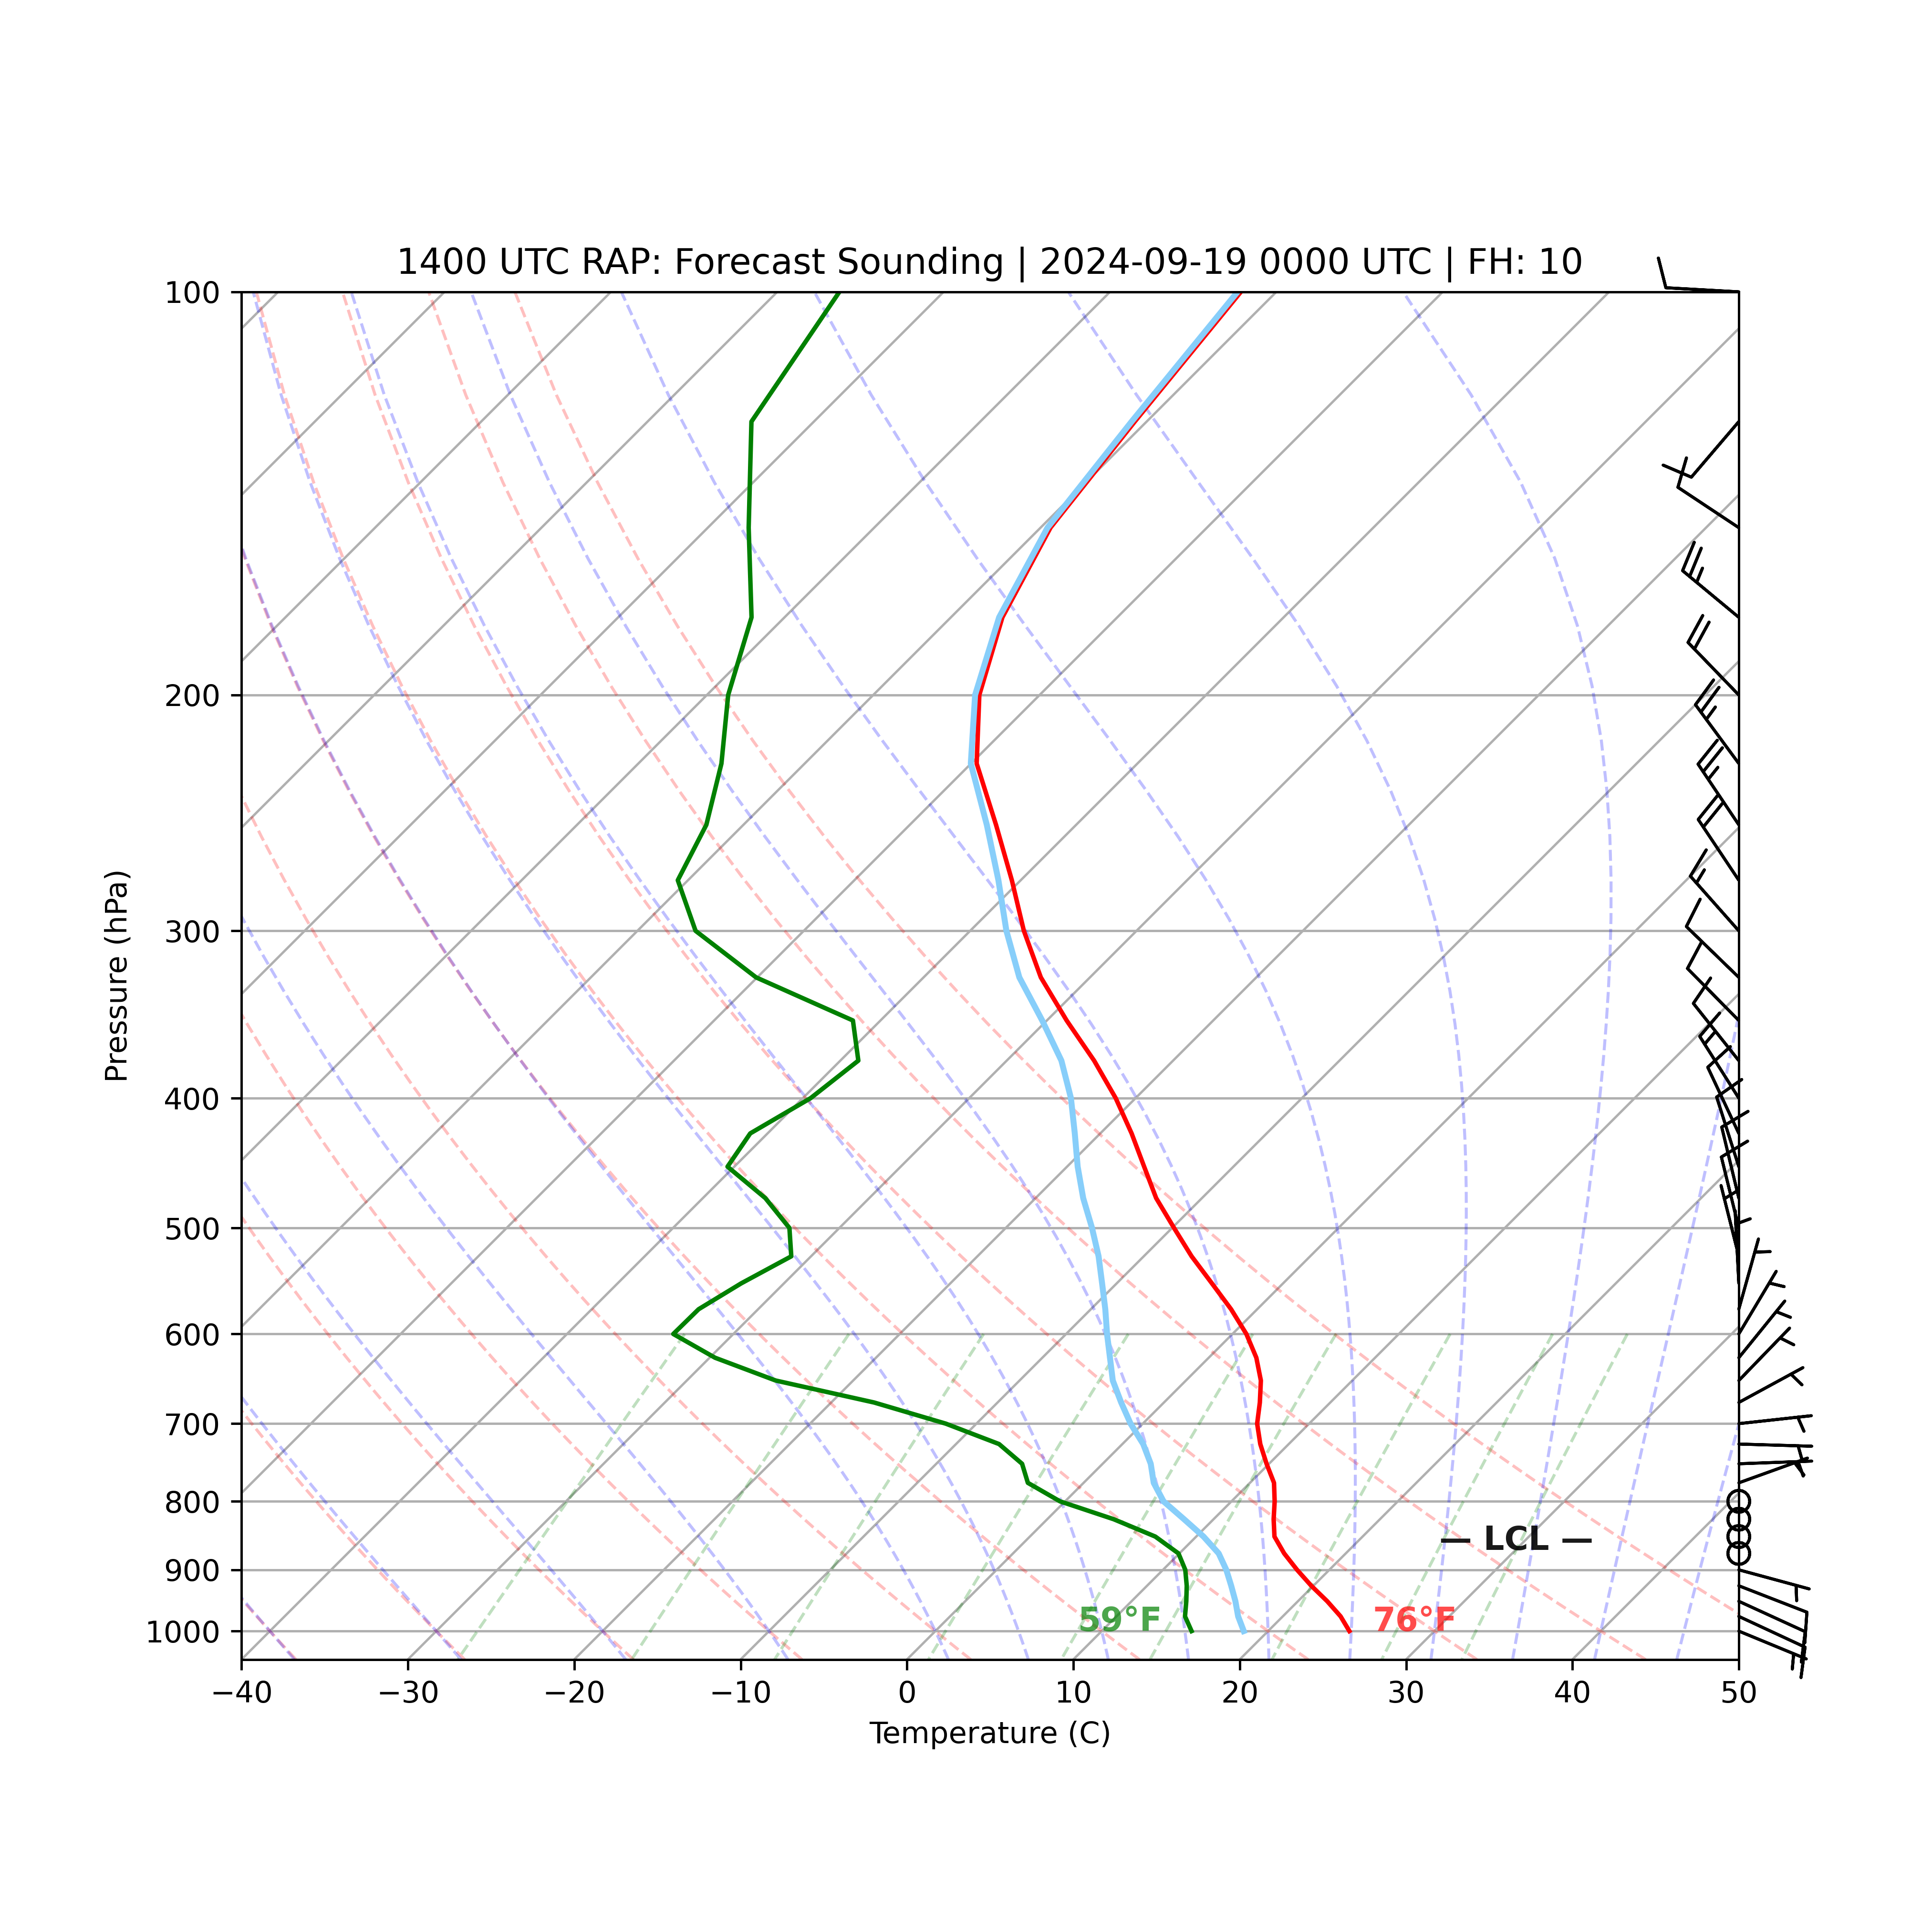 1400 UTC RAP: Forecast Sounding | 2024-09-19 0000 UTC | FH: 10
100
200
300
400
500
600
700
800
900
1000
Pressure (hPa)
— LCL —
59°F
76°F
−40 −30 −20 −10 0 10 20 30 40 50
Temperature (C)